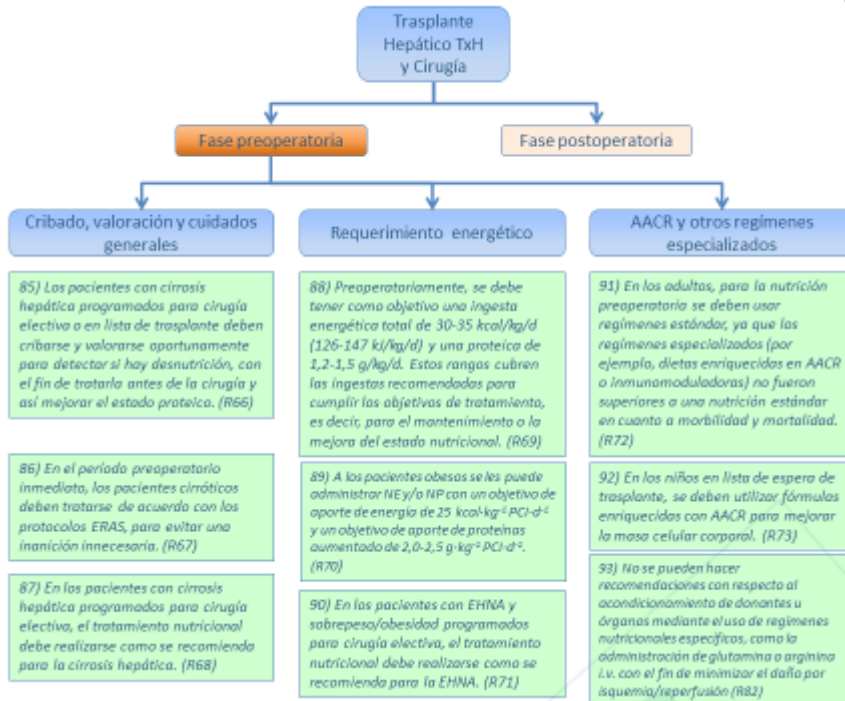 Trasplante
Hepático TxH
y Cirugía
Fase preoperatoria
Fase postoperatoria
Cribado, valoración y cuidados
generales
85) Los pacientes con cirrosis
hepática programados para cirugía
electiva o en lista de trasplante deben
cribarse y valorarse oportunamente
para detectar si hay desnutrición, con
el fin de tratarla antes de la cirugía y
así mejorar el estado proteico. (R66)
86) En el período preoperatorio
inmediato, los pacientes cirróticos
deben tratarse de acuerdo con los
protocolos ERAS, para evitar una
inanición innecesaria. (R67)
87) En los pacientes con cirrosis
hepática programados para cirugía
electiva, el tratamiento nutricional
debe realizarse como se recomienda
para la cirrosis hepática. (R68)
Requerimiento energético
88) Preoperatoriamente, se debe
tener como objetivo una ingesta
energética total de 30-35 kcal/kg/d
(126-147 kJ/kg/d) y una proteica de
1,2-1,5 g/kg/d. Estos rangos cubren
las ingestas recomendadas para
cumplir los objetivos de tratamiento,
es decir, para el mantenimiento o la
mejora del estado nutricional. (R69)
89) A los pacientes obesos se les puede
administrar NE y/o NP con un objetivo de
aporte de energía de 25 kcal·kg⁻¹ PCI·d⁻¹
y un objetivo de aporte de proteínas
aumentado de 2,0-2,5 g·kg⁻¹ PCI·d⁻¹.
(R70)
90) En los pacientes con EHNA y
sobrepeso/obesidad programados
para cirugía electiva, el tratamiento
nutricional debe realizarse como se
recomienda para la EHNA. (R71)
AACR y otros regímenes
especializados
91) En los adultos, para la nutrición
preoperatoria se deben usar
regímenes estándar, ya que los
regímenes especializados (por
ejemplo, dietas enriquecidas en AACR
o inmunomoduladoras) no fueron
superiores a una nutrición estándar
en cuanto a morbilidad y mortalidad.
(R72)
92) En los niños en lista de espera de
trasplante, se deben utilizar fórmulas
enriquecidas con AACR para mejorar
la masa celular corporal. (R73)
93) No se pueden hacer
recomendaciones con respecto al
acondicionamiento de donantes u
órganos mediante el uso de regímenes
nutricionales específicos, como la
administración de glutamina o arginina
i.v. con el fin de minimizar el daño por
isquemia/reperfusión (R82)